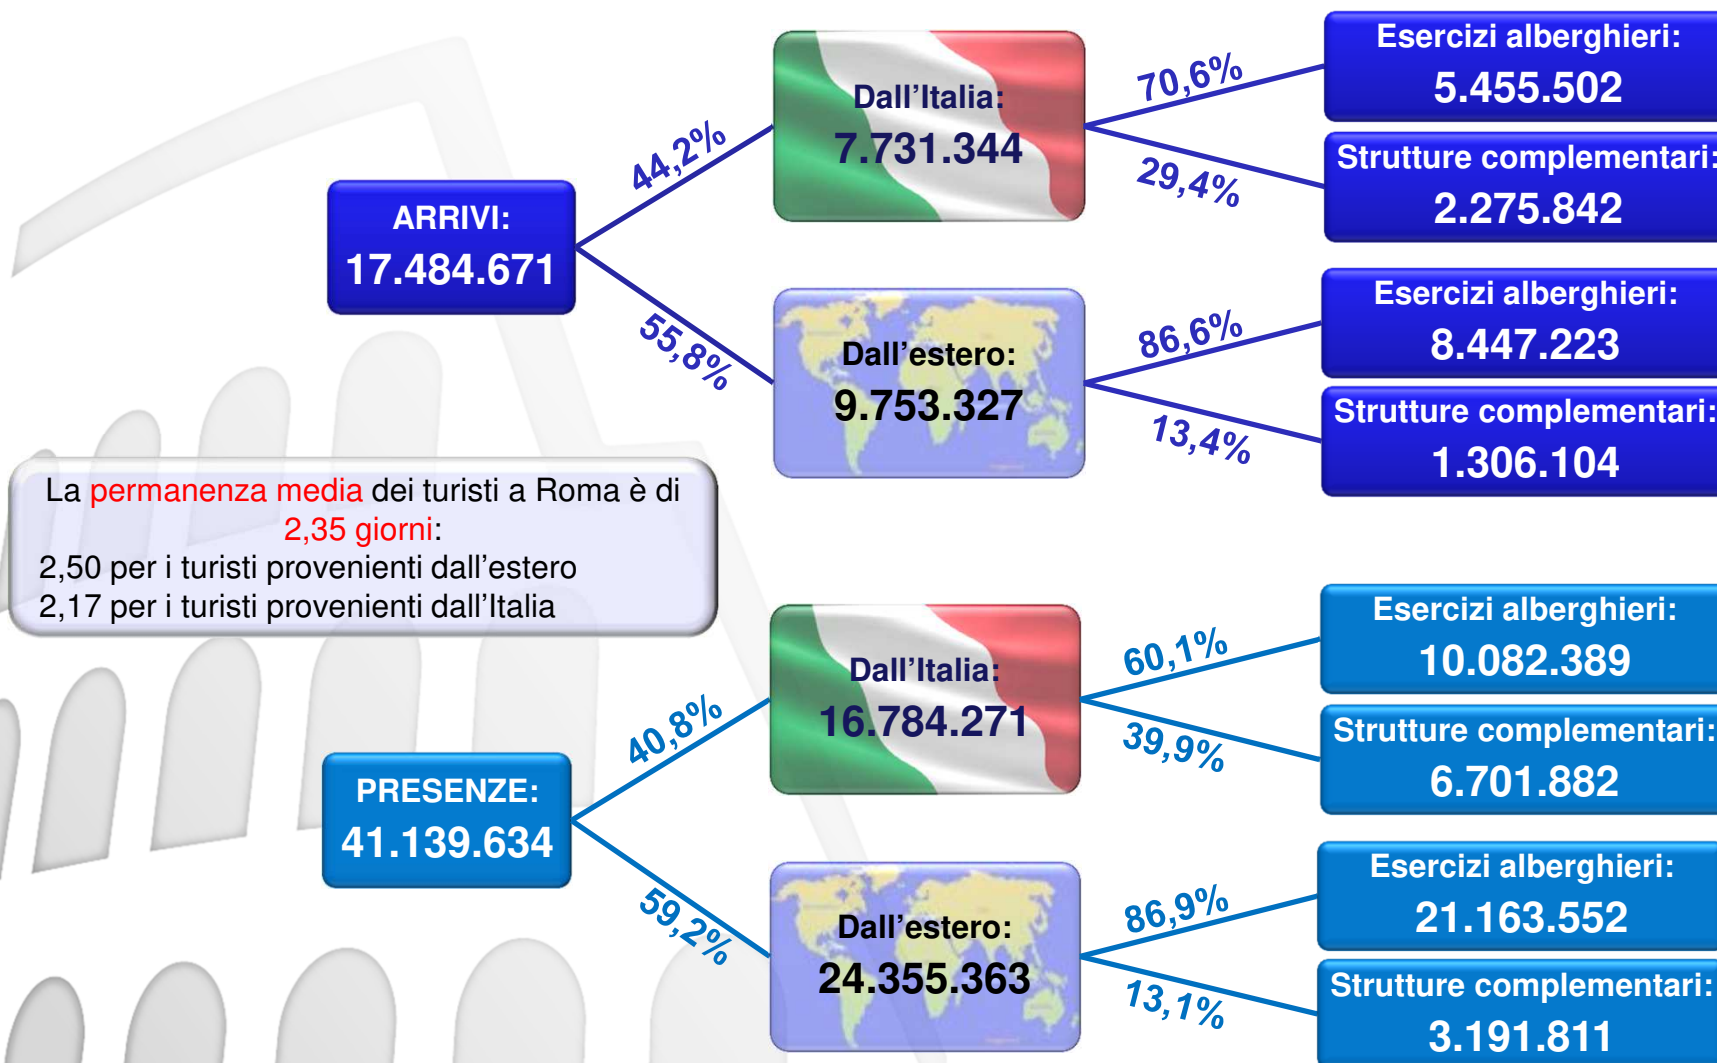 ARRIVI:
17.484.671
44,2%
55,8%
Dall'Italia:
7.731.344
70,6%
29,4%
Esercizi alberghieri:
5.455.502
Strutture complementari:
2.275.842
Dall'estero:
9.753.327
86,6%
13,4%
Esercizi alberghieri:
8.447.223
Strutture complementari:
1.306.104
La permanenza media dei turisti a Roma è di
2,35 giorni:
2,50 per i turisti provenienti dall'estero
2,17 per i turisti provenienti dall'Italia
PRESENZE:
41.139.634
40,8%
59,2%
Dall'Italia:
16.784.271
60,1%
39,9%
Esercizi alberghieri:
10.082.389
Strutture complementari:
6.701.882
Dall'estero:
24.355.363
86,9%
13,1%
Esercizi alberghieri:
21.163.552
Strutture complementari:
3.191.811